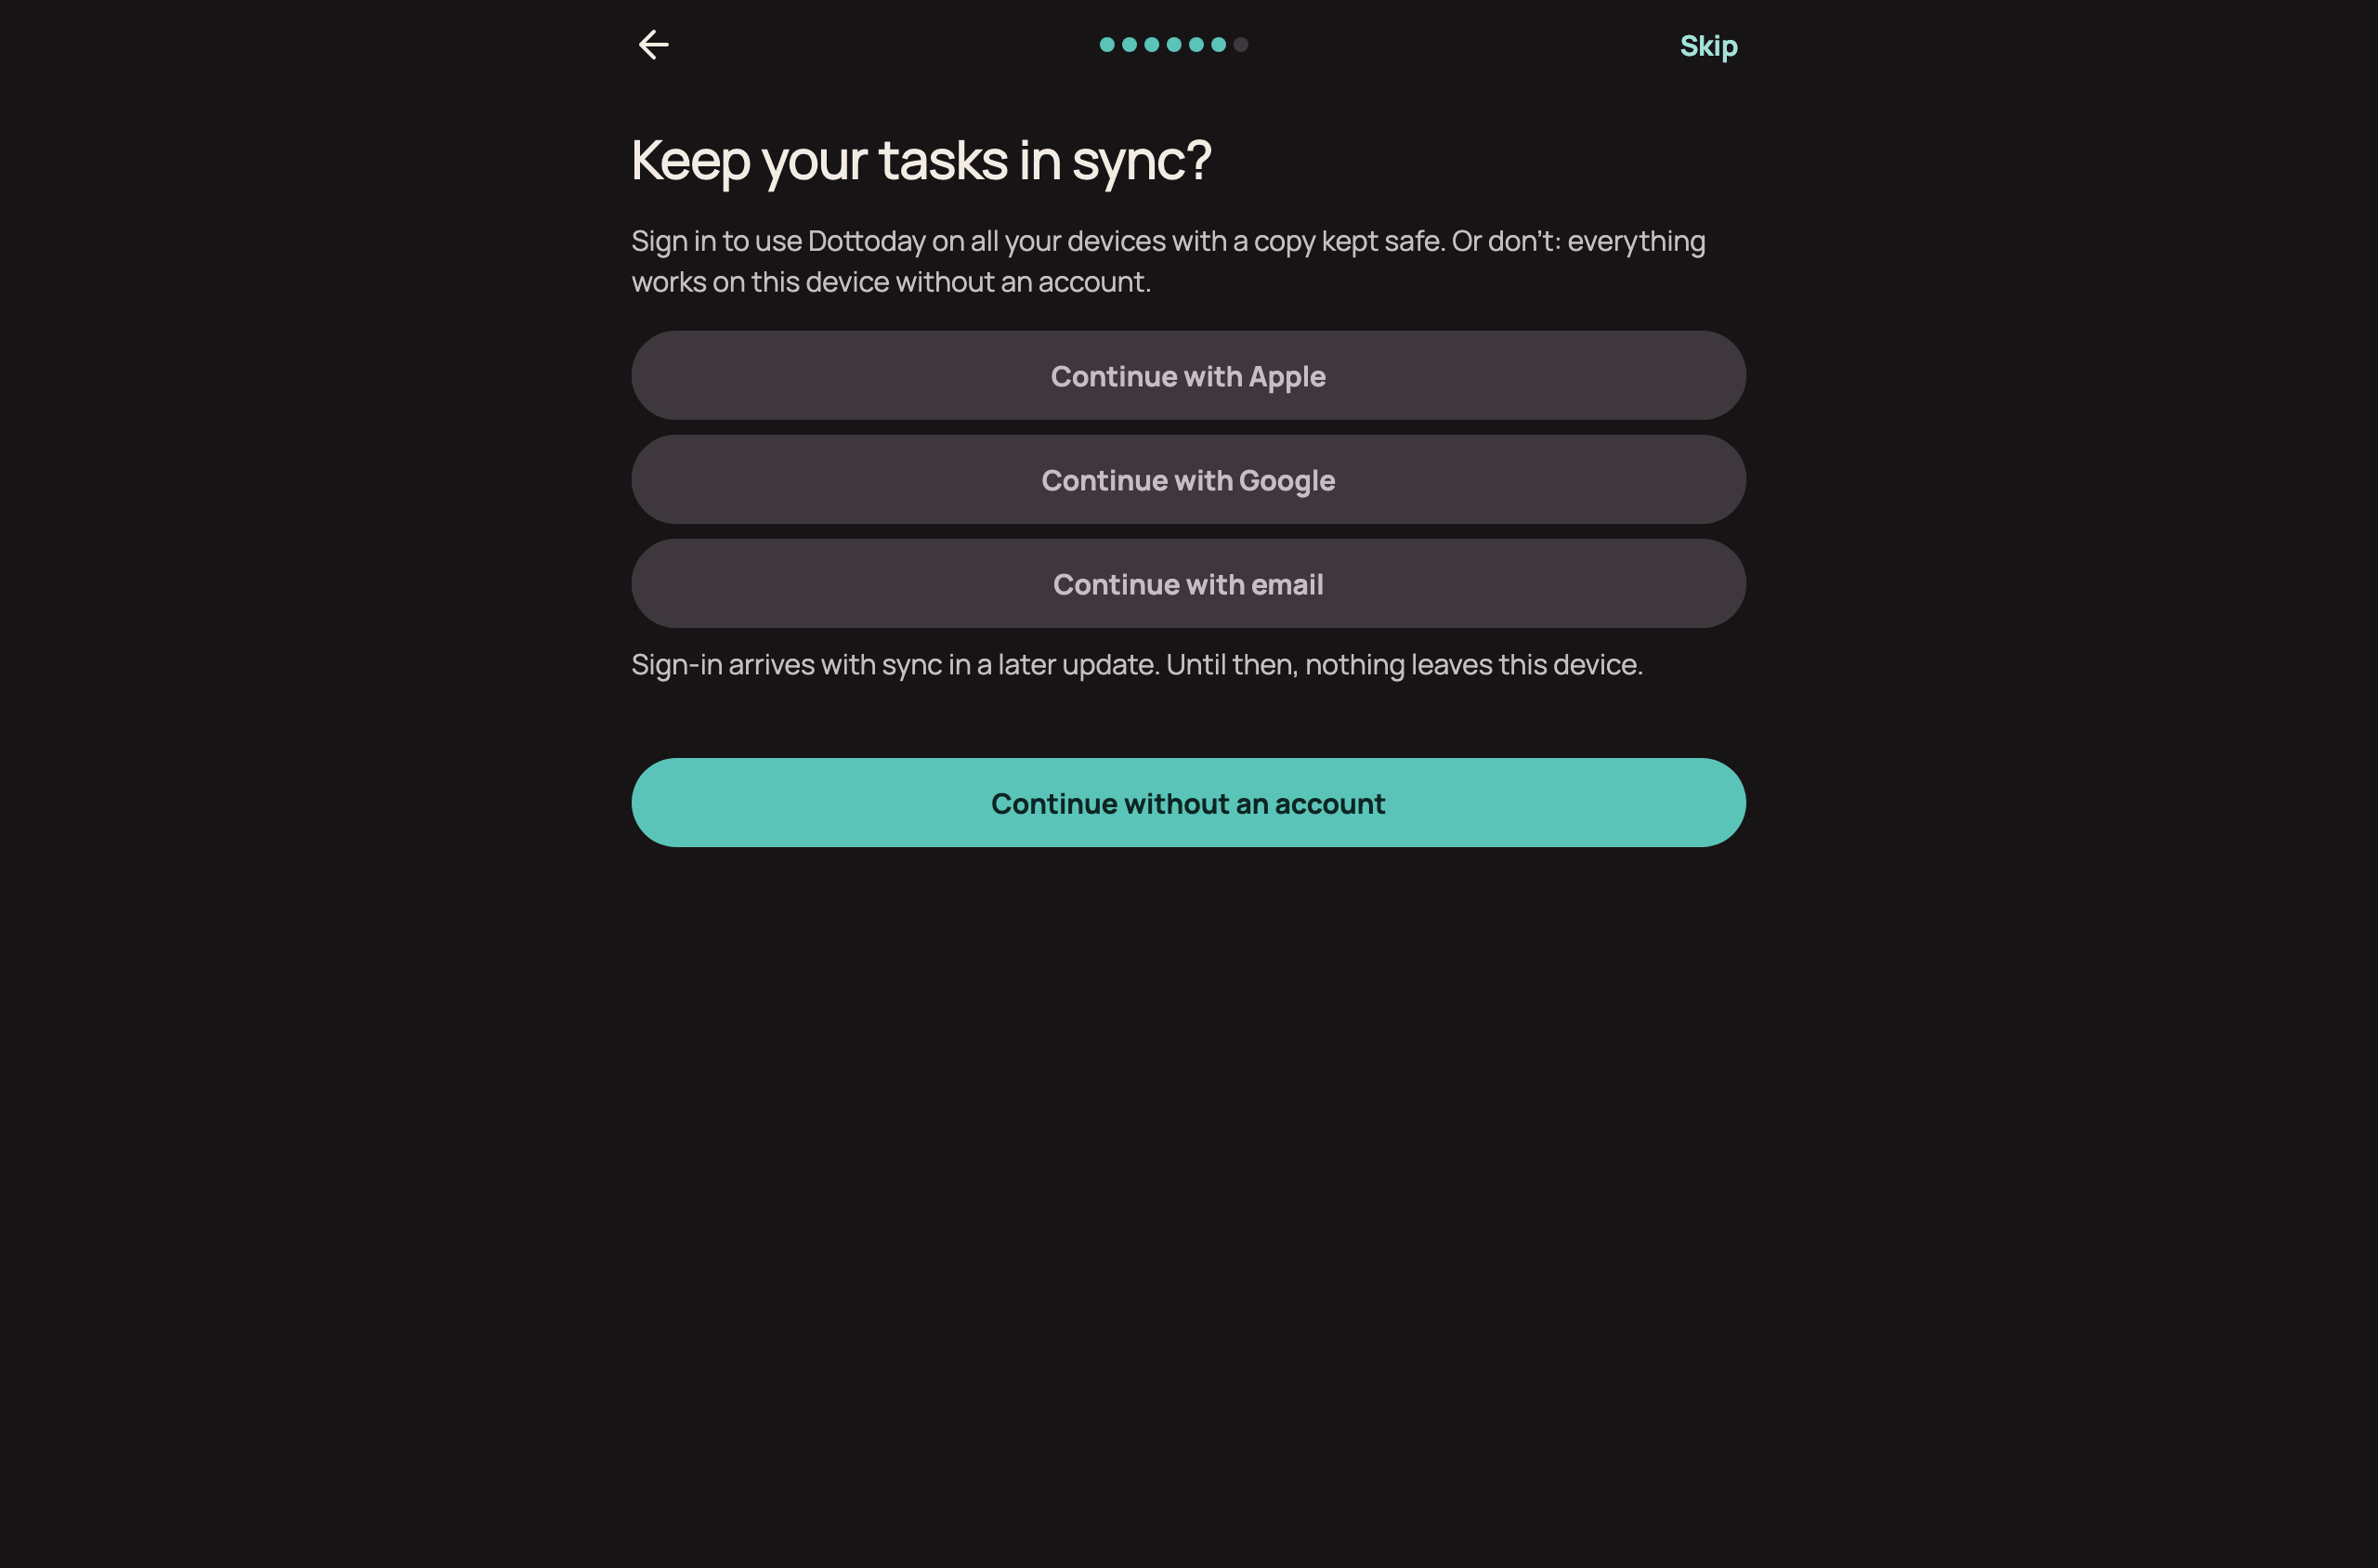 Skip
Keep your tasks in sync?
Sign in to use Dottoday on all your devices with a copy kept safe. Or don’t: everything
works on this device without an account.
Continue with Apple
Continue with Google
Continue with email
Sign-in arrives with sync in a later update. Until then, nothing leaves this device.
Continue without an account